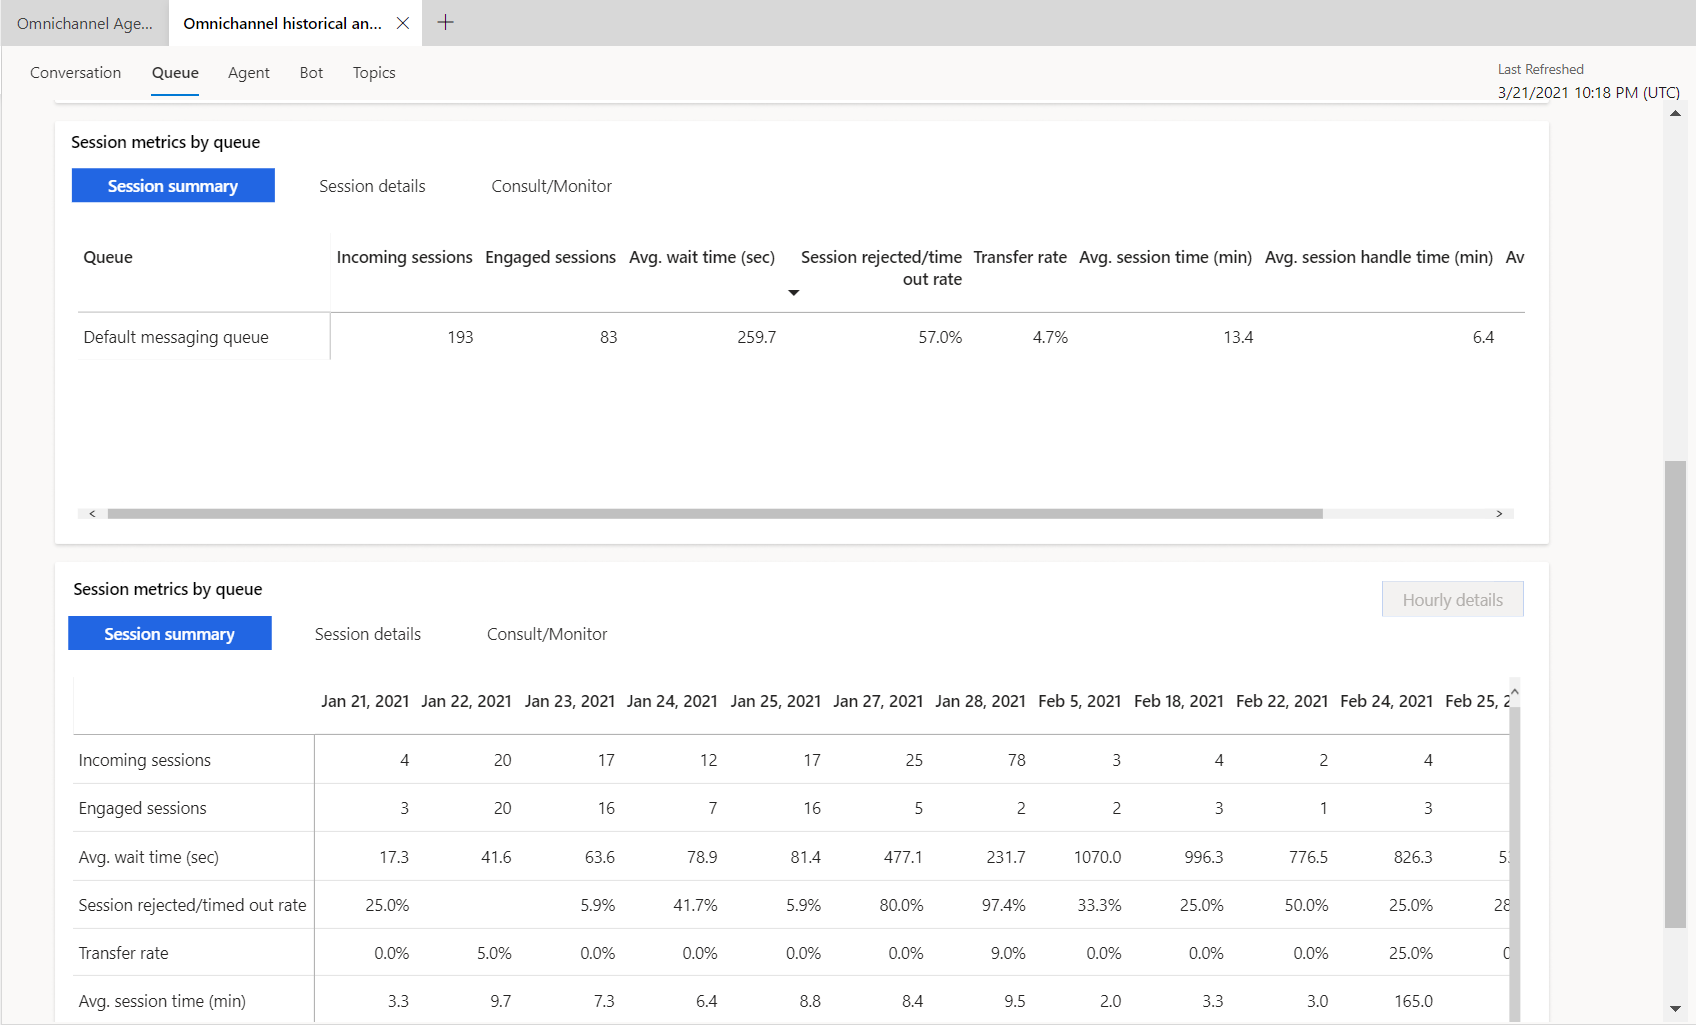 Omnichannel Age...
Omnichannel historical an...
Conversation Queue Agent Bot Topics
Last Refreshed
3/21/2021 10:18 PM (UTC)
Session metrics by queue
Session summary Session details Consult/Monitor
Queue Incoming sessions Engaged sessions Avg. wait time (sec) Session rejected/time Transfer rate Avg. session time (min) Avg. session handle time (min) Av
out rate
Default messaging queue 193 83 259.7 57.0% 4.7% 13.4 6.4
Session metrics by queue
Hourly details
Session summary Session details Consult/Monitor
Jan 21, 2021 Jan 22, 2021 Jan 23, 2021 Jan 24, 2021 Jan 25, 2021 Jan 27, 2021 Jan 28, 2021 Feb 5, 2021 Feb 18, 2021 Feb 22, 2021 Feb 24, 2021 Feb 25, 2
Incoming sessions 4 20 17 12 17 25 78 3 4 2 4
Engaged sessions 3 20 16 7 16 5 2 2 3 1 3
Avg. wait time (sec) 17.3 41.6 63.6 78.9 81.4 477.1 231.7 1070.0 996.3 776.5 826.3
Session rejected/timed out rate 25.0% 5.9% 41.7% 5.9% 80.0% 97.4% 33.3% 25.0% 50.0% 25.0% 28
Transfer rate 0.0% 5.0% 0.0% 0.0% 0.0% 0.0% 9.0% 0.0% 0.0% 0.0% 25.0%
Avg. session time (min) 3.3 9.7 7.3 6.4 8.8 8.4 9.5 2.0 3.3 3.0 165.0